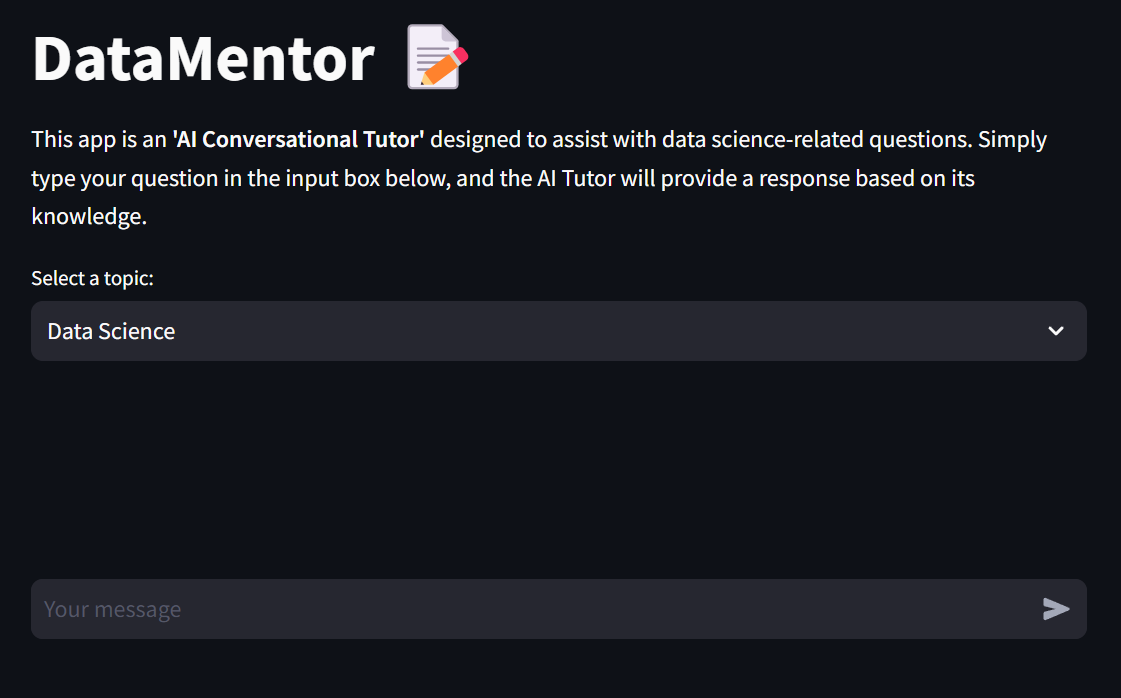 DataMentor
This app is an 'AI Conversational Tutor' designed to assist with data science-related questions. Simply
type your question in the input box below, and the AI Tutor will provide a response based on its
knowledge.
Select a topic:
Data Science
Your message